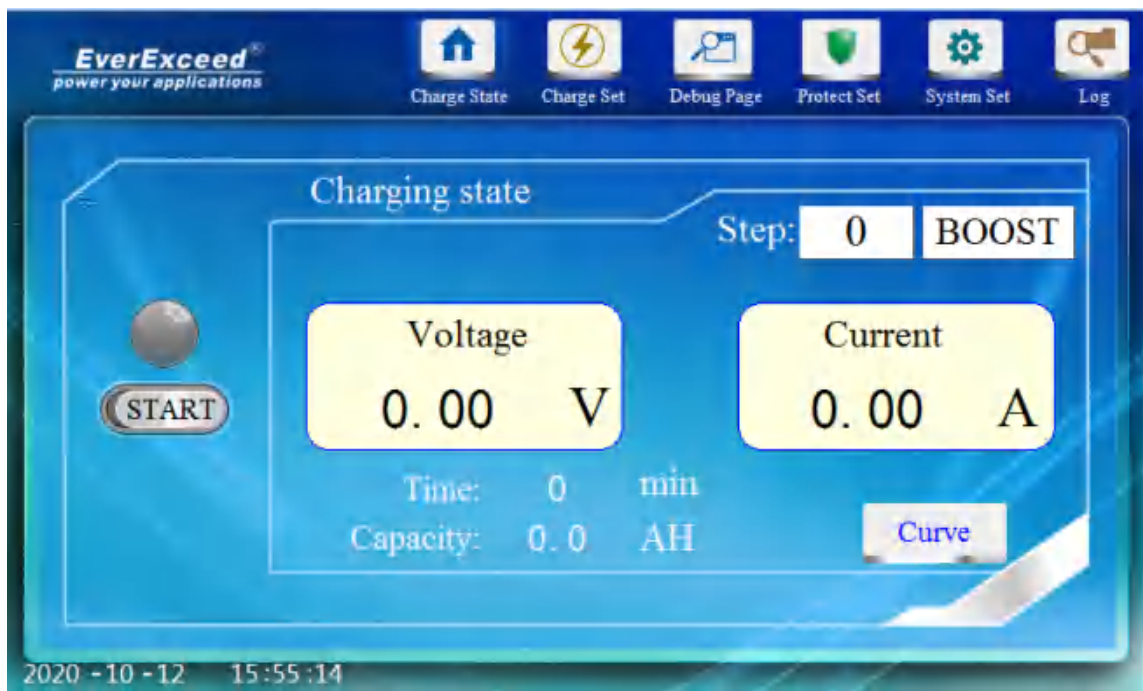 EverExceed®
power your applications
Charge State Charge Set Debug Page Protect Set System Set Log
Charging state
Step: 0 BOOST
Voltage Current
START 0.00 V 0.00 A
Time: 0 min
Capacity: 0.0 AH
Curve
2020-10-12 15:55:14